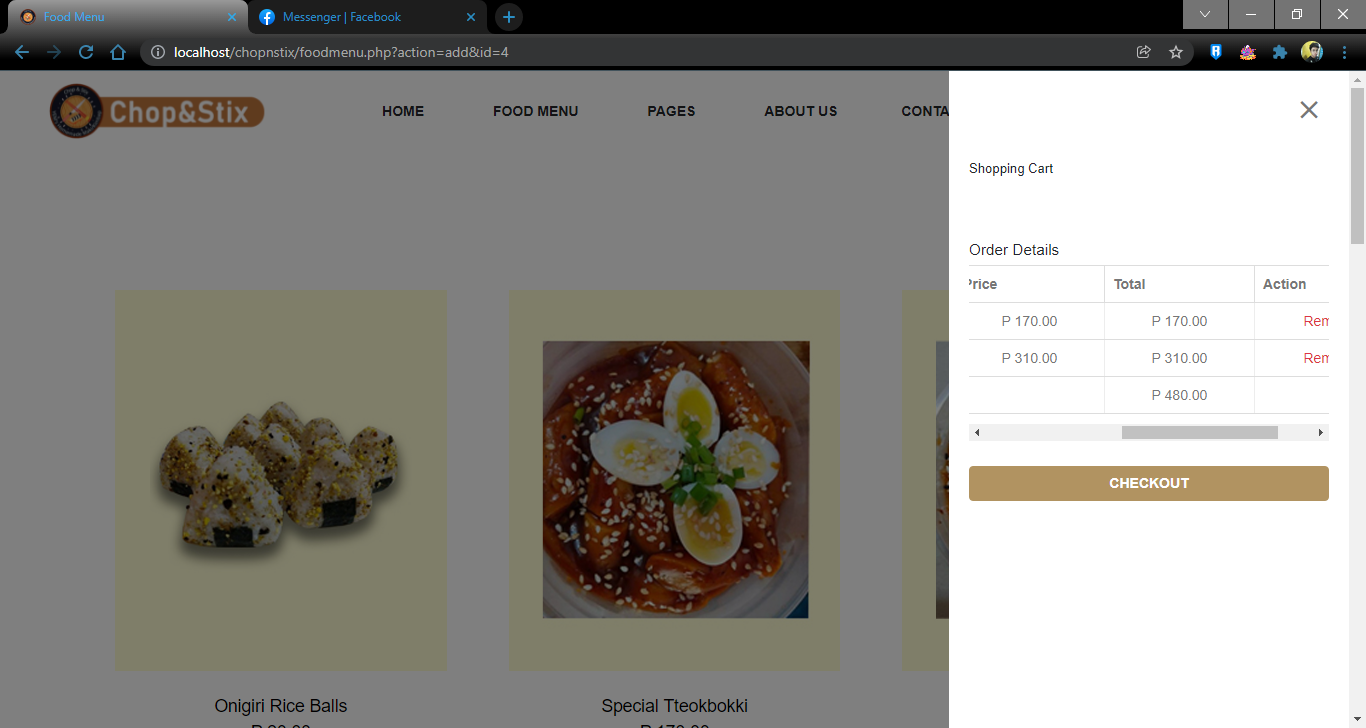 Food Menu
Messenger | Facebook
localhost/chopnstix/foodmenu.php?action=add&id=4
Chop&Stix
HOME FOOD MENU PAGES ABOUT US CONTA
Shopping Cart
Order Details
Price Total Action
P 170.00 P 170.00 Rem
P 310.00 P 310.00 Rem
P 480.00
CHECKOUT
Onigiri Rice Balls
Special Tteokbokki